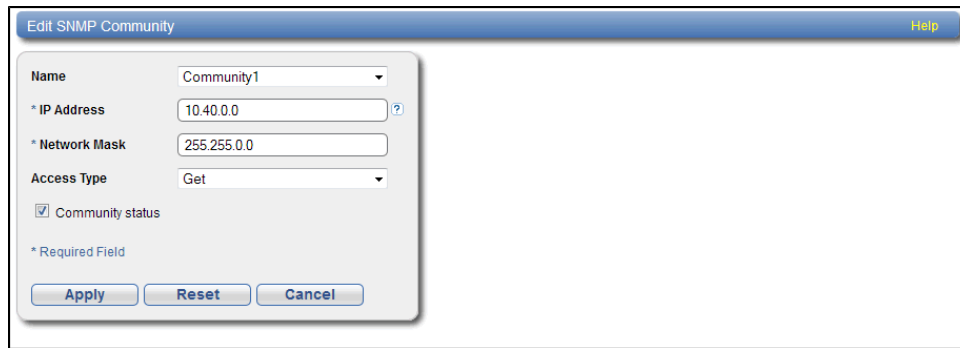 Edit SNMP Community Help
Name Community1
* IP Address 10.40.0.0 ?
* Network Mask 255.255.0.0
Access Type Get
Community status
* Required Field
Apply Reset Cancel